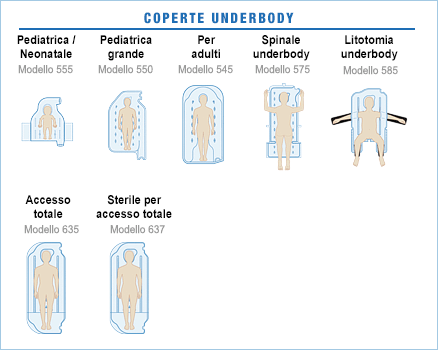 COPERTE UNDERBODY
Pediatrica /
Neonatale
Modello 555
Pediatrica
grande
Modello 550
Per
adulti
Modello 545
Spinale
underbody
Modello 575
Litotomia
underbody
Modello 585
Accesso
totale
Modello 635
Sterile per
accesso totale
Modello 637